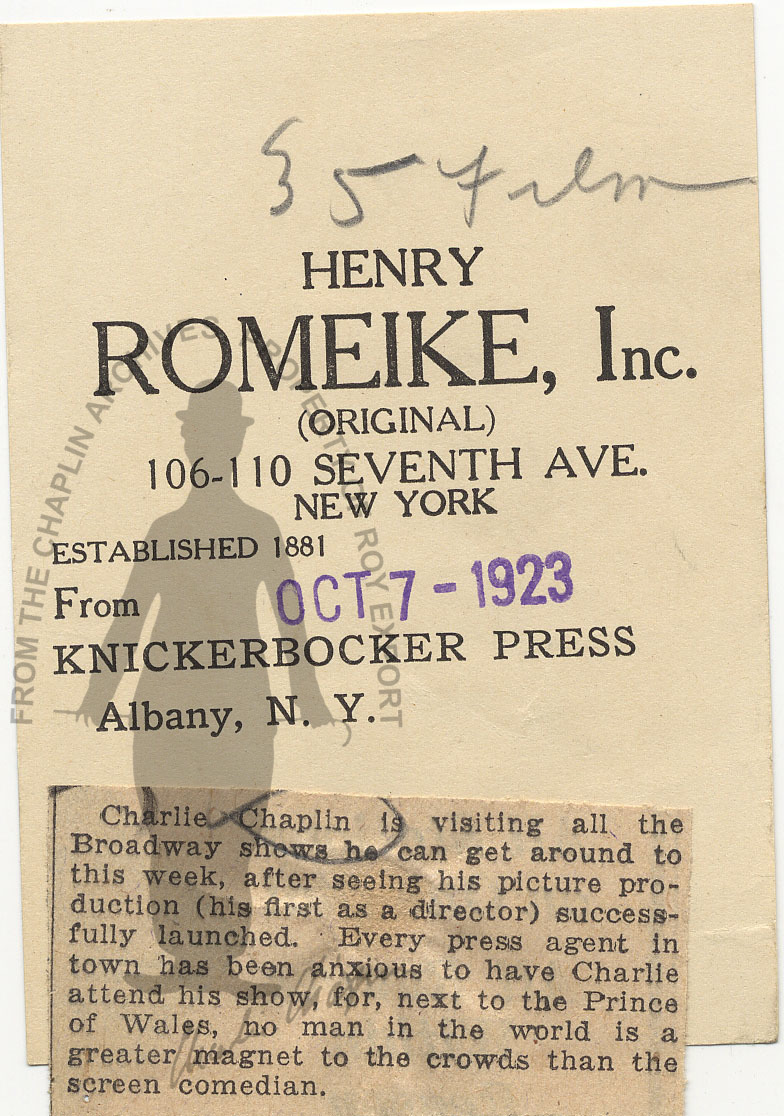 35 Film
HENRY
ROMEIKE, Inc.
(ORIGINAL)
106-110 SEVENTH AVE.
NEW YORK
ESTABLISHED 1881
From OCT 7 - 1923
KNICKERBOCKER PRESS
Albany, N. Y.
FROM THE CHAPLIN ARCHIVES PROPERTY OF ROY EXPORT
Charlie Chaplin is visiting all the
Broadway shows he can get around to
this week, after seeing his picture pro-
duction (his first as a director) success-
fully launched. Every press agent in
town has been anxious to have Charlie
attend his show, for, next to the Prince
of Wales, no man in the world is a
greater magnet to the crowds than the
screen comedian.